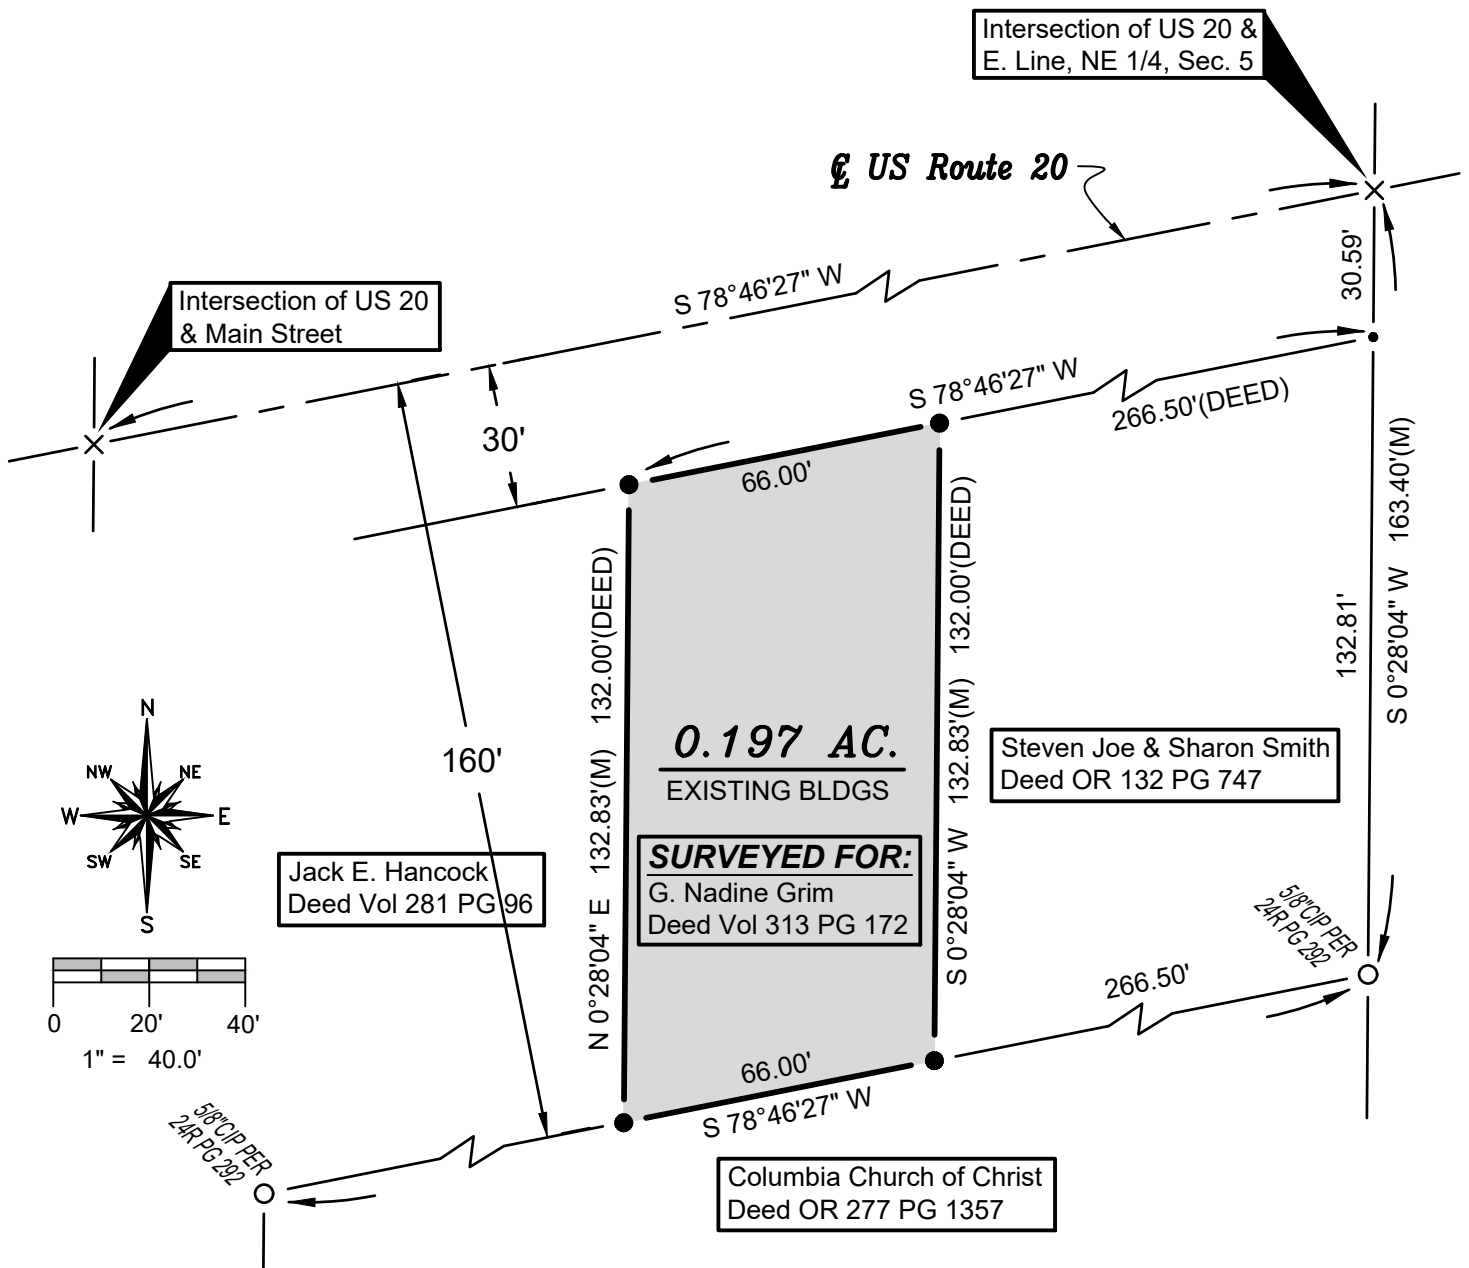 Intersection of US 20 &
E. Line, NE 1/4, Sec. 5
℄ US Route 20
30.59'
S 78°46'27" W
Intersection of US 20
& Main Street
S 78°46'27" W
266.50'(DEED)
30'
66.00'
132.81'
S 0°28'04" W 163.40'(M)
N 0°28'04" E 132.83'(M) 132.00'(DEED)
S 0°28'04" W 132.83'(M) 132.00'(DEED)
160'
0.197 AC.
EXISTING BLDGS
Steven Joe & Sharon Smith
Deed OR 132 PG 747
N
NW
NE
W
E
SW
SE
S
SURVEYED FOR:
G. Nadine Grim
Deed Vol 313 PG 172
Jack E. Hancock
Deed Vol 281 PG 96
5/8"CIP PER
24R PG 292
266.50'
0 20' 40'
1" = 40.0'
66.00'
S 78°46'27" W
5/8"CIP PER
24R PG 292
Columbia Church of Christ
Deed OR 277 PG 1357